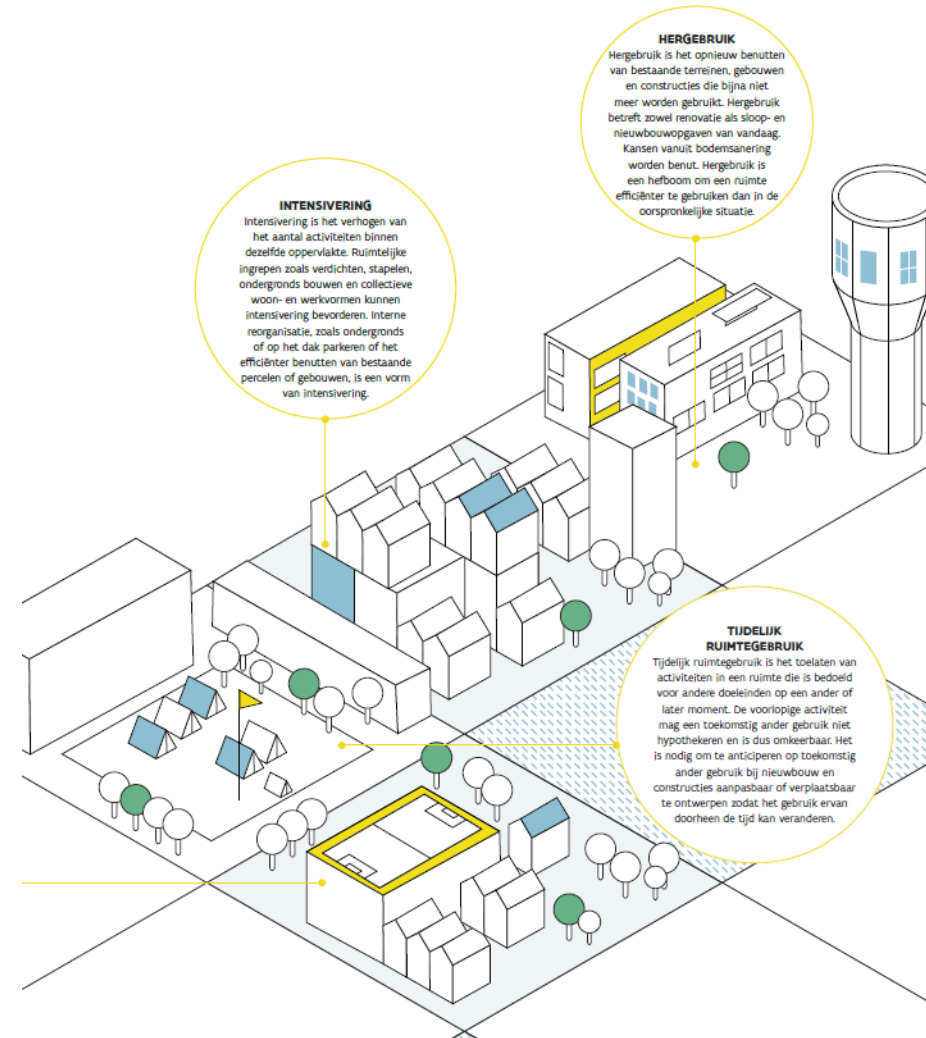 HERGEBRUIK
Hergebruik is het opnieuw benutten
van bestaande terreinen, gebouwen
en constructies die bijna niet
meer worden gebruikt. Hergebruik
betreft zowel renovatie als sloop- en
nieuwbouwopgaven van vandaag.
Kansen vanuit bodemsanering
worden benut. Hergebruik is
een hefboom om een ruimte
efficiënter te gebruiken dan in de
oorspronkelijke situatie.
INTENSIVERING
Intensivering is het verhogen van
het aantal activiteiten binnen
dezelfde oppervlakte. Ruimtelijke
ingrepen zoals verdichten, stapelen,
ondergronds bouwen en collectieve
woon- en werkvormen kunnen
intensivering bevorderen. Interne
reorganisatie, zoals ondergronds
of op het dak parkeren of het
efficiënter benutten van bestaande
percelen of gebouwen, is een vorm
van intensivering.
TIJDELIJK
RUIMTEGEBRUIK
Tijdelijk ruimtegebruik is het toelaten van
activiteiten in een ruimte die is bedoeld
voor andere doeleinden op een ander of
later moment. De voorlopige activiteit
mag een toekomstig ander gebruik niet
hypothekeren en is dus omkeerbaar. Het
is nodig om te anticiperen op toekomstig
ander gebruik bij nieuwbouw en
constructies aanpasbaar of verplaatsbaar
te ontwerpen zodat het gebruik ervan
doorheen de tijd kan veranderen.